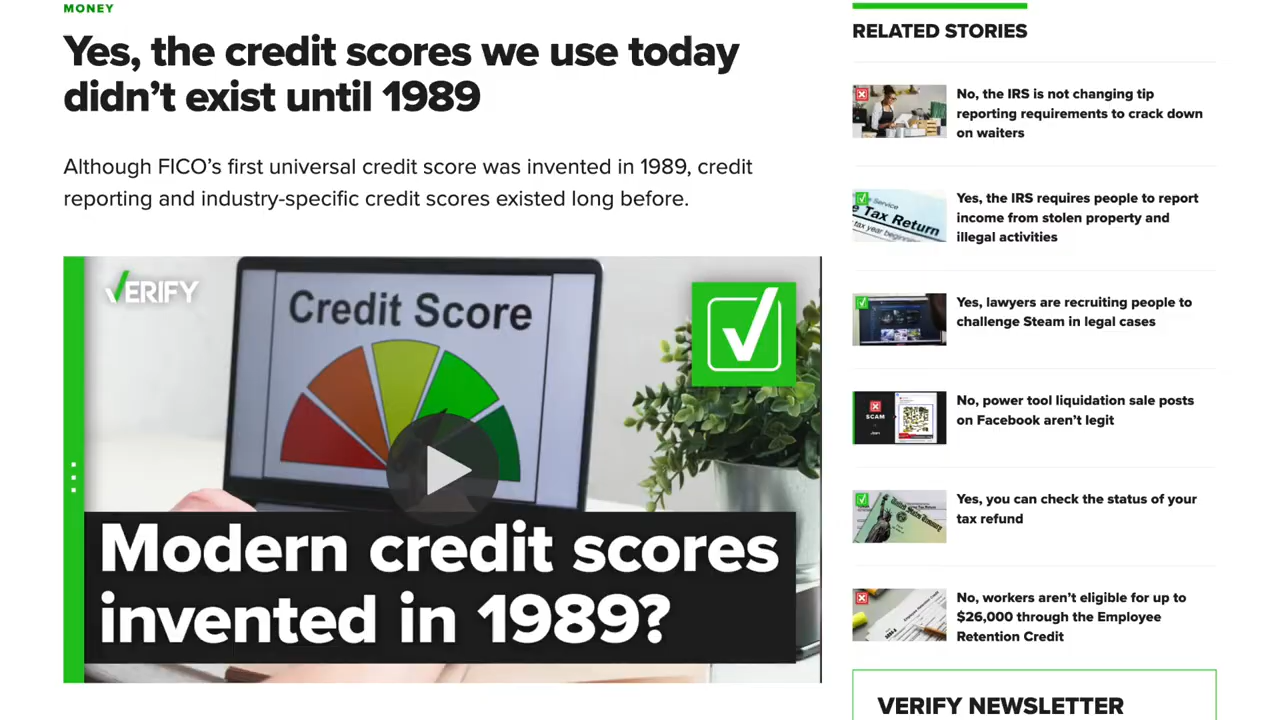 MONEY
Yes, the credit scores we use today
didn't exist until 1989
Although FICO's first universal credit score was invented in 1989, credit
reporting and industry-specific credit scores existed long before.
VERIFY
Credit Score
Modern credit scores
invented in 1989?
RELATED STORIES
No, the IRS is not changing tip
reporting requirements to crack down
on waiters
Service
e Tax Return
tax year beginning
Yes, the IRS requires people to report
income from stolen property and
illegal activities
Yes, lawyers are recruiting people to
challenge Steam in legal cases
SCAM
No, power tool liquidation sale posts
on Facebook aren't legit
Yes, you can check the status of your
tax refund
No, workers aren't eligible for up to
$26,000 through the Employee
Retention Credit
VERIFY NEWSLETTER